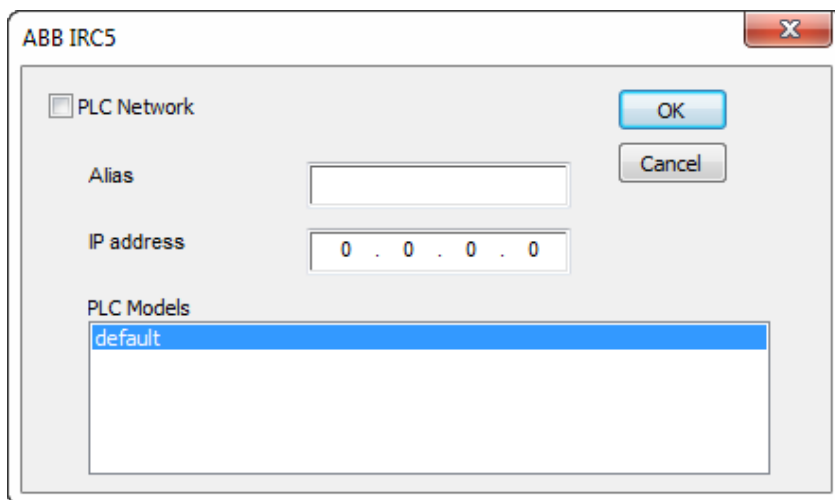 ABB IRC5
PLC Network
OK
Alias
Cancel
IP address
0 . 0 . 0 . 0
PLC Models
default